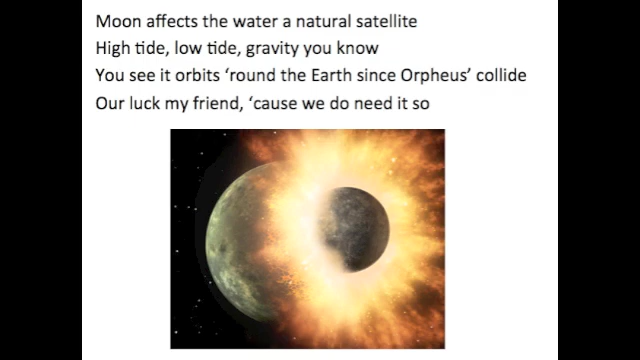 Moon affects the water a natural satellite
High tide, low tide, gravity you know
You see it orbits ‘round the Earth since Orpheus’ collide
Our luck my friend, ‘cause we do need it so